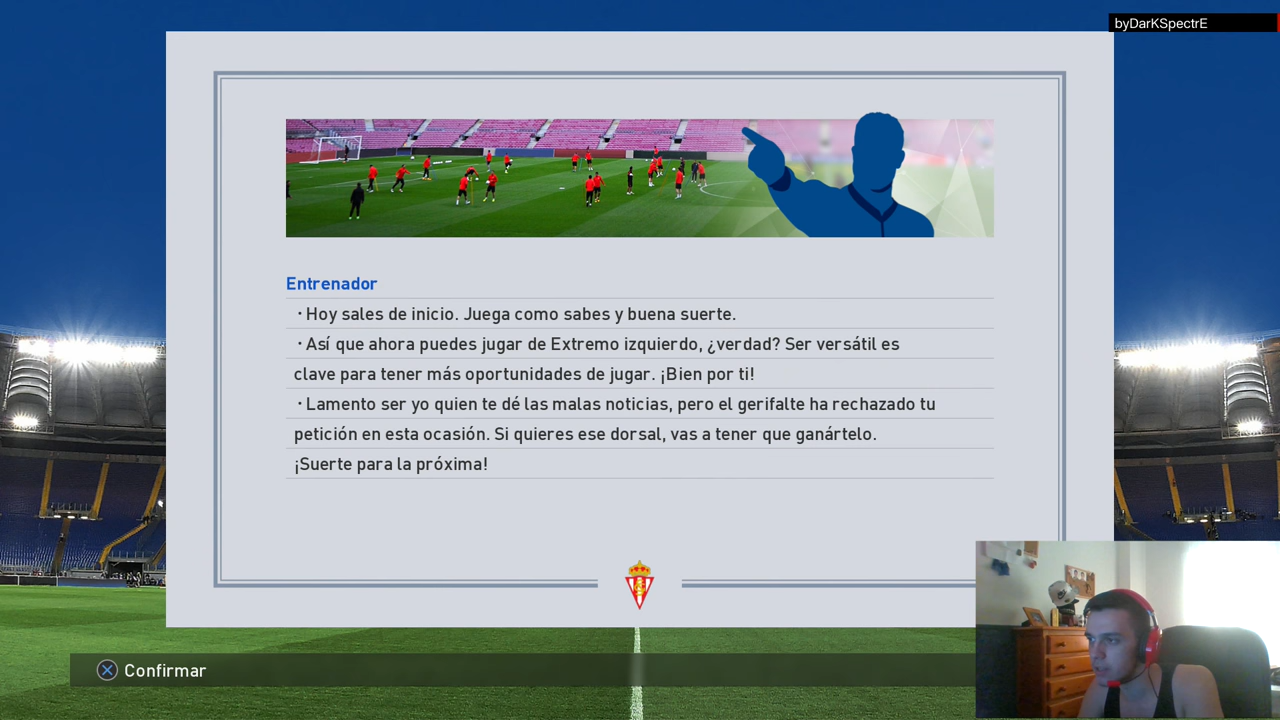 byDarKSpectrE
Entrenador
・Hoy sales de inicio. Juega como sabes y buena suerte.
・Así que ahora puedes jugar de Extremo izquierdo, ¿verdad? Ser versátil es
clave para tener más oportunidades de jugar. ¡Bien por ti!
・Lamento ser yo quien te dé las malas noticias, pero el gerifalte ha rechazado tu
petición en esta ocasión. Si quieres ese dorsal, vas a tener que ganártelo.
¡Suerte para la próxima!
Confirmar